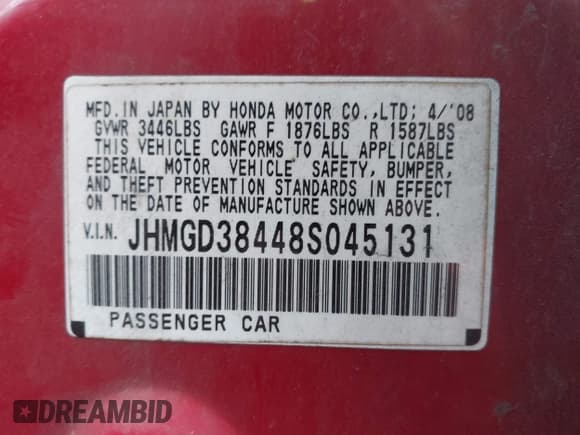 MFD.IN JAPAN BY HONDA MOTOR CO.,LTD; 4/'08
GVWR 3446LBS GAWR F 1876LBS R 1587LBS
THIS VEHICLE CONFORMS TO ALL APPLICABLE
FEDERAL MOTOR VEHICLE SAFETY, BUMPER,
AND THEFT PREVENTION STANDARDS IN EFFECT
ON THE DATE OF MANUFACTURE SHOWN ABOVE.
V.I.N. JHMGD38448S045131
PASSENGER CAR
DREAMBID